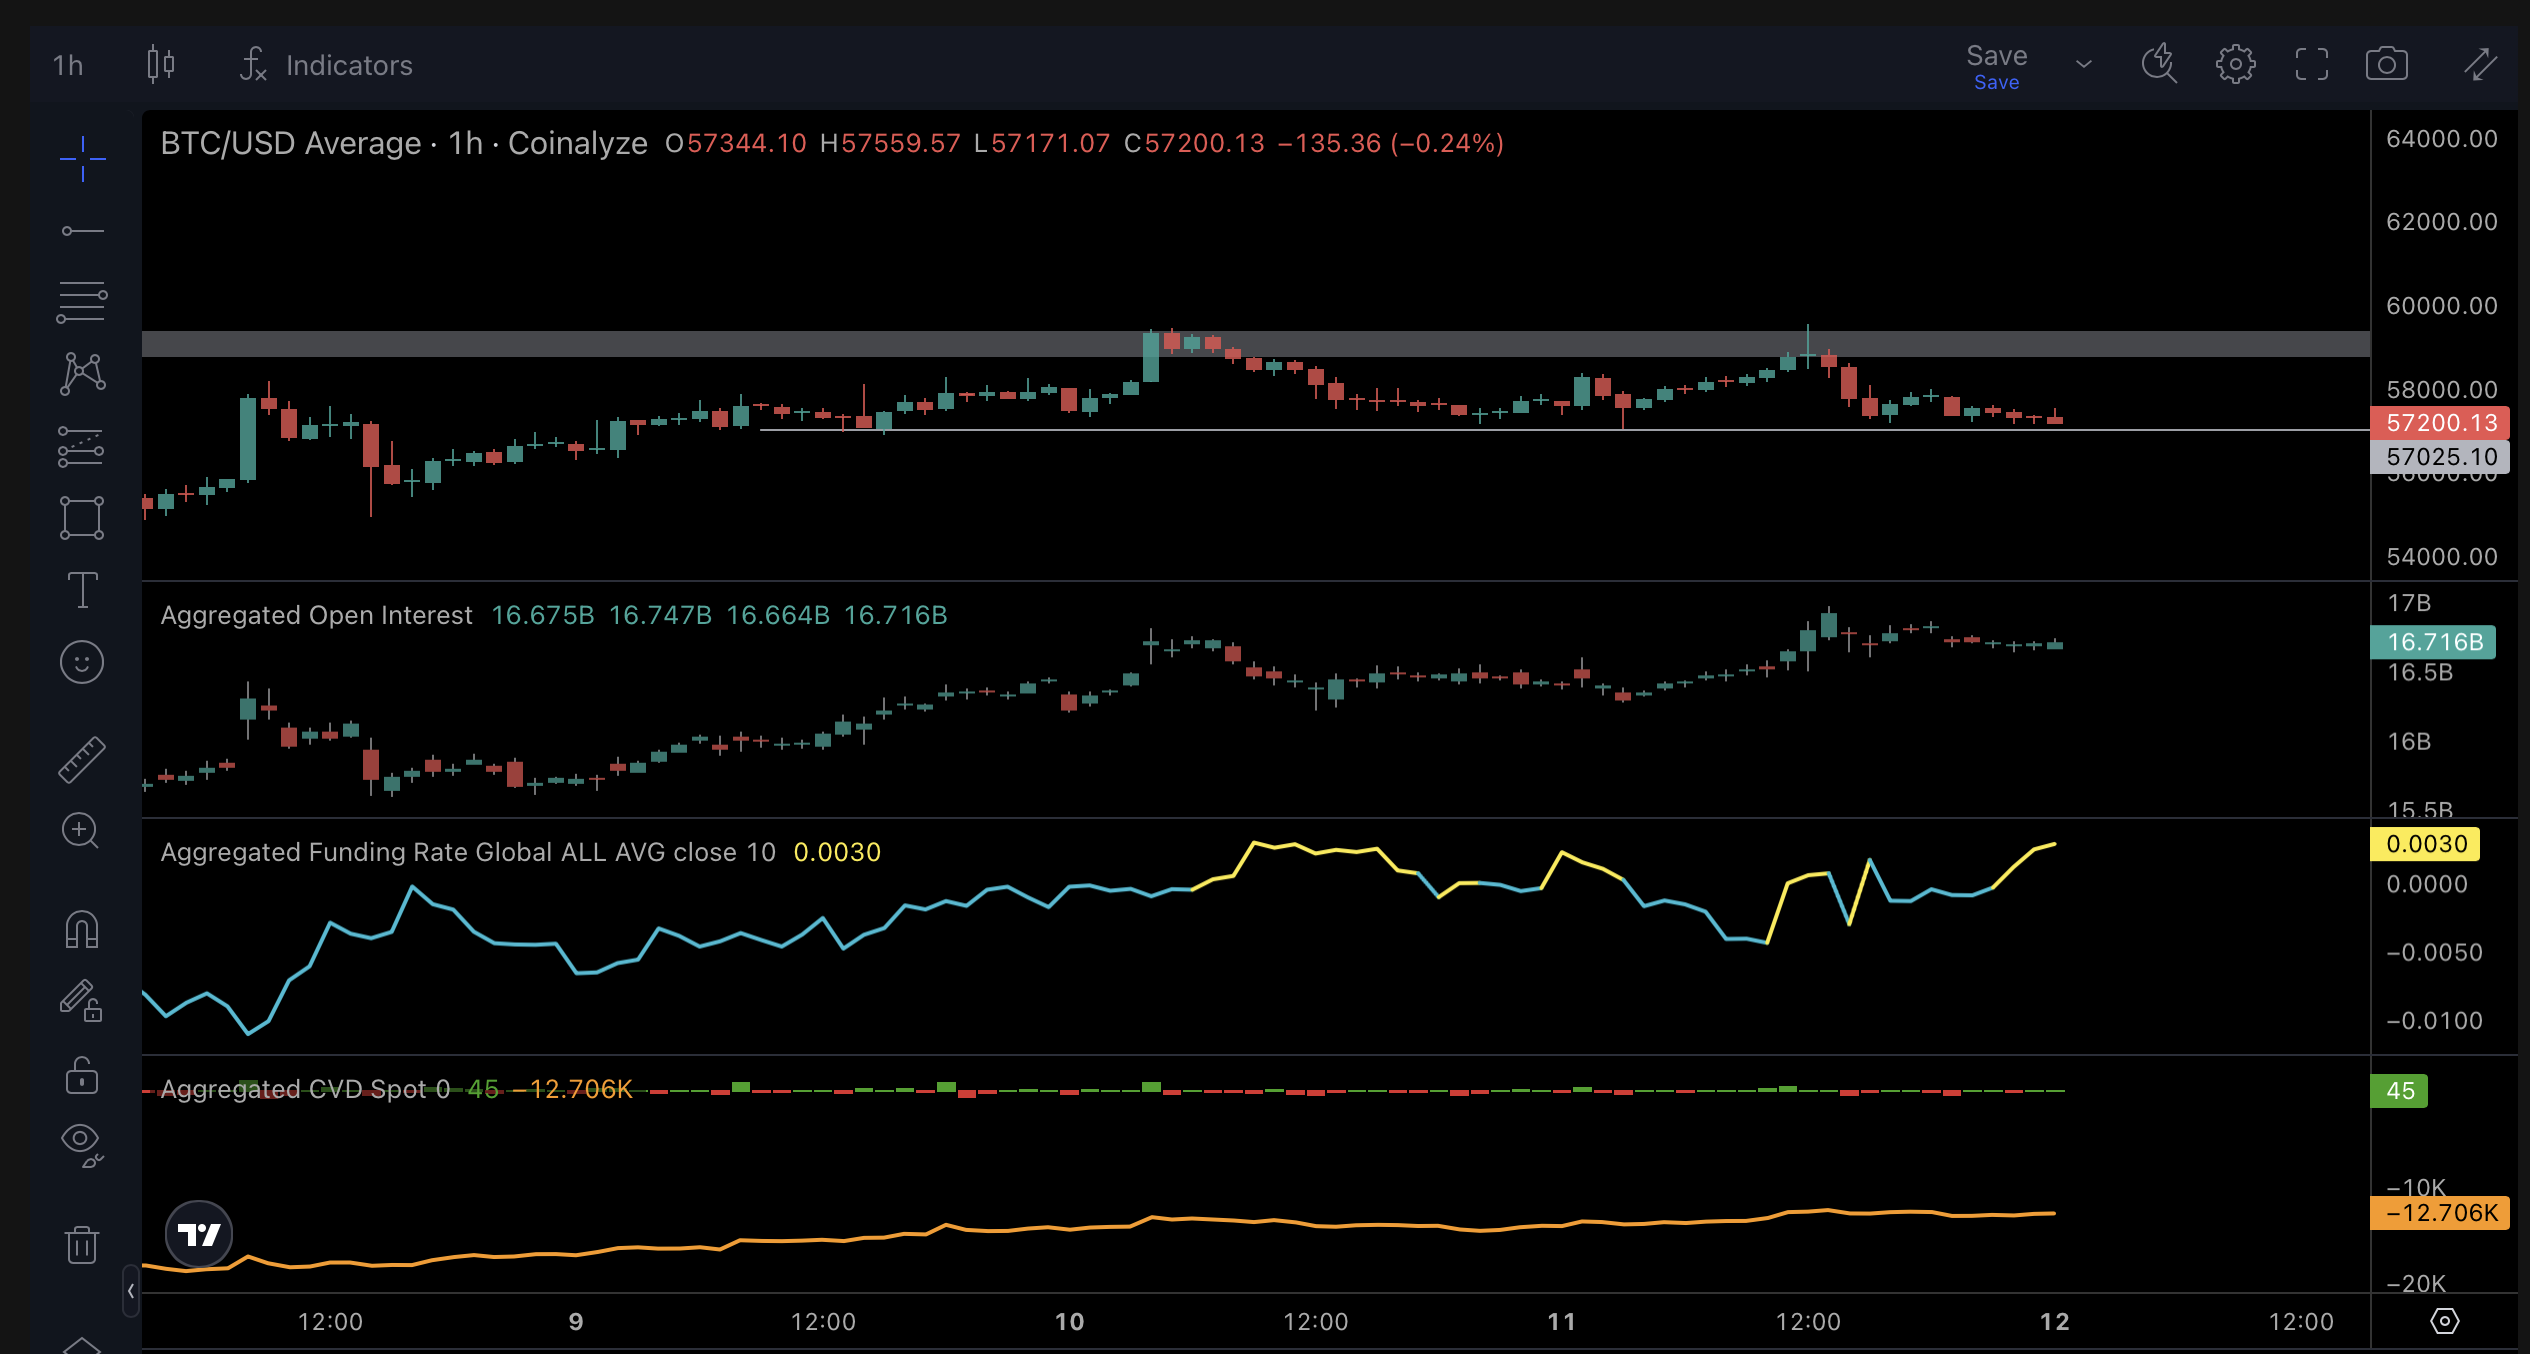 1h Indicators Save
Save
BTC/USD Average · 1h · Coinalyze O57344.10 H57559.57 L57171.07 C57200.13 −135.36 (−0.24%)
64000.00
62000.00
60000.00
58000.00
57200.13
57025.10
56000.00
54000.00
Aggregated Open Interest 16.675B 16.747B 16.664B 16.716B
17B
16.716B
16.5B
16B
15.5B
Aggregated Funding Rate Global ALL AVG close 10 0.0030
0.0030
0.0000
−0.0050
−0.0100
Aggregated CVD Spot 0 45 −12.706K
45
−10K
−12.706K
−20K
12:00 9 12:00 10 12:00 11 12:00 12 12:00